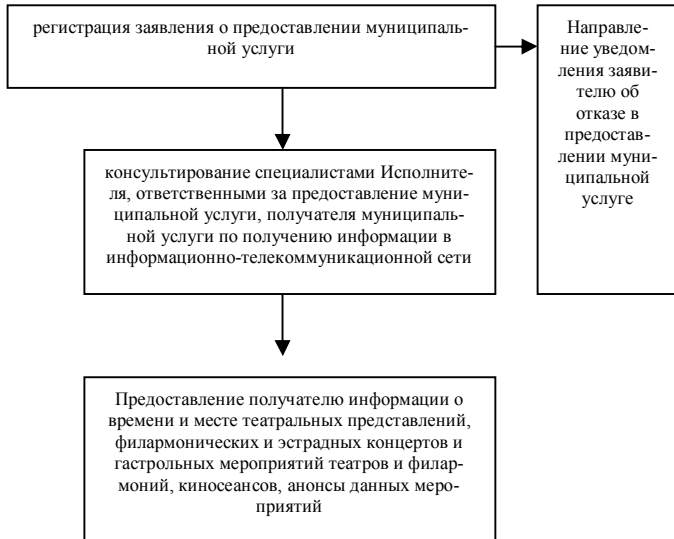 регистрация заявления о предоставлении муниципаль-
ной услуги
Направле-
ние уведом-
ления заяви-
телю об
отказе в
предостав-
лении муни-
ципальной
услуге
консультирование специалистами Исполните-
ля, ответственными за предоставление муни-
ципальной услуги, получателя муниципаль-
ной услуги по получению информации в
информационно-телекоммуникационной сети
Предоставление получателю информации о
времени и месте театральных представлений,
филармонических и эстрадных концертов и
гастрольных мероприятий театров и филар-
моний, киносеансов, анонсы данных меро-
приятий